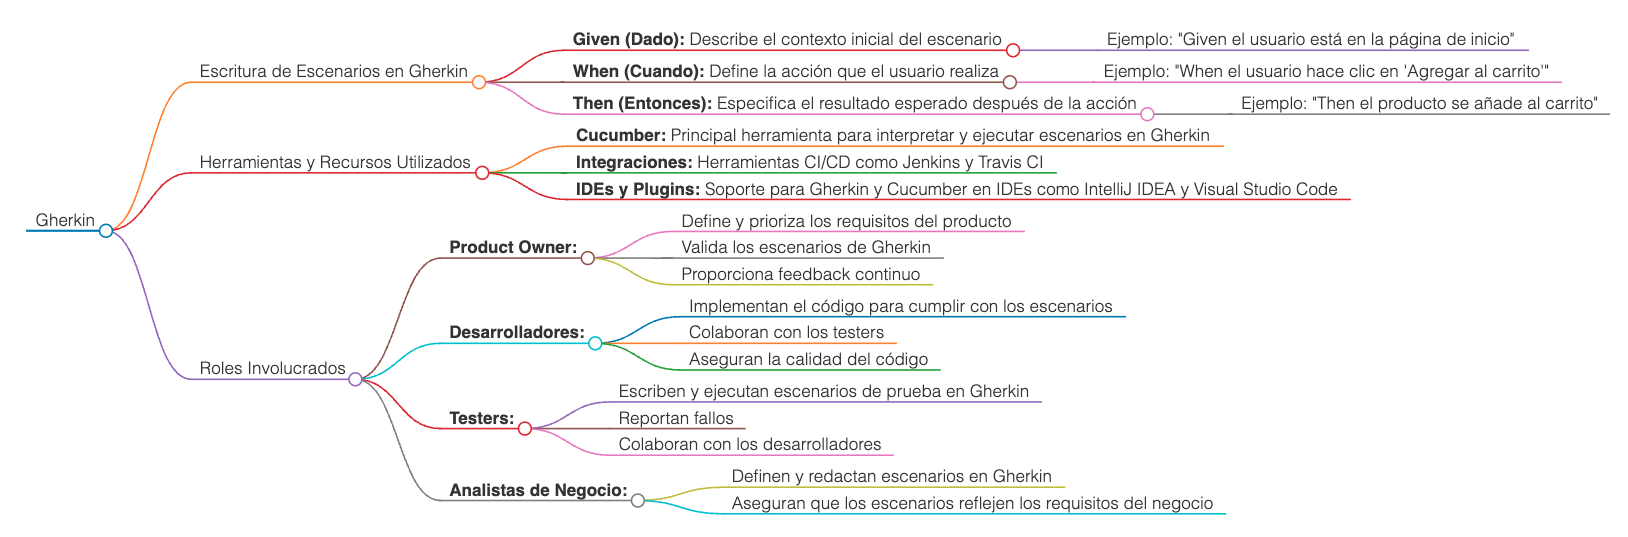 Gherkin
Escritura de Escenarios en Gherkin
Given (Dado): Describe el contexto inicial del escenario
Ejemplo: "Given el usuario está en la página de inicio"
When (Cuando): Define la acción que el usuario realiza
Ejemplo: "When el usuario hace clic en 'Agregar al carrito'"
Then (Entonces): Especifica el resultado esperado después de la acción
Ejemplo: "Then el producto se añade al carrito"
Herramientas y Recursos Utilizados
Cucumber: Principal herramienta para interpretar y ejecutar escenarios en Gherkin
Integraciones: Herramientas CI/CD como Jenkins y Travis CI
IDEs y Plugins: Soporte para Gherkin y Cucumber en IDEs como IntelliJ IDEA y Visual Studio Code
Roles Involucrados
Product Owner:
Define y prioriza los requisitos del producto
Valida los escenarios de Gherkin
Proporciona feedback continuo
Desarrolladores:
Implementan el código para cumplir con los escenarios
Colaboran con los testers
Aseguran la calidad del código
Testers:
Escriben y ejecutan escenarios de prueba en Gherkin
Reportan fallos
Colaboran con los desarrolladores
Analistas de Negocio:
Definen y redactan escenarios en Gherkin
Aseguran que los escenarios reflejen los requisitos del negocio